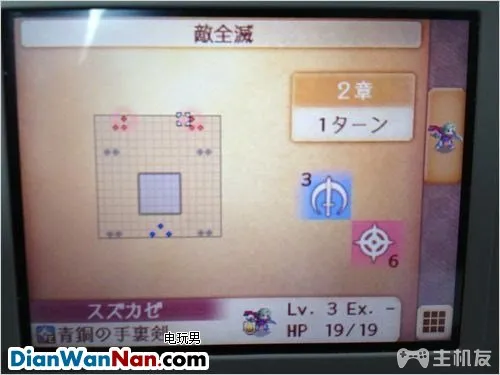 敵全滅
2章
1ターン
3
6
スズカゼ
Lv. 3 Ex. -
青銅の手裏剣
HP 19/19
电玩男
DianWanNan.com
主机友